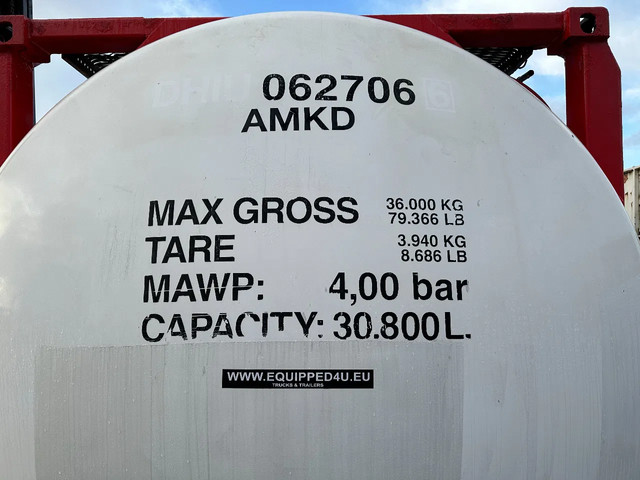 062706 6
AMKD
MAX GROSS 36.000 KG
79.366 LB
TARE 3.940 KG
8.686 LB
MAWP: 4,00 bar
CAPACITY: 30.800L.
WWW.EQUIPPED4U.EU
TRUCKS & TRAILERS